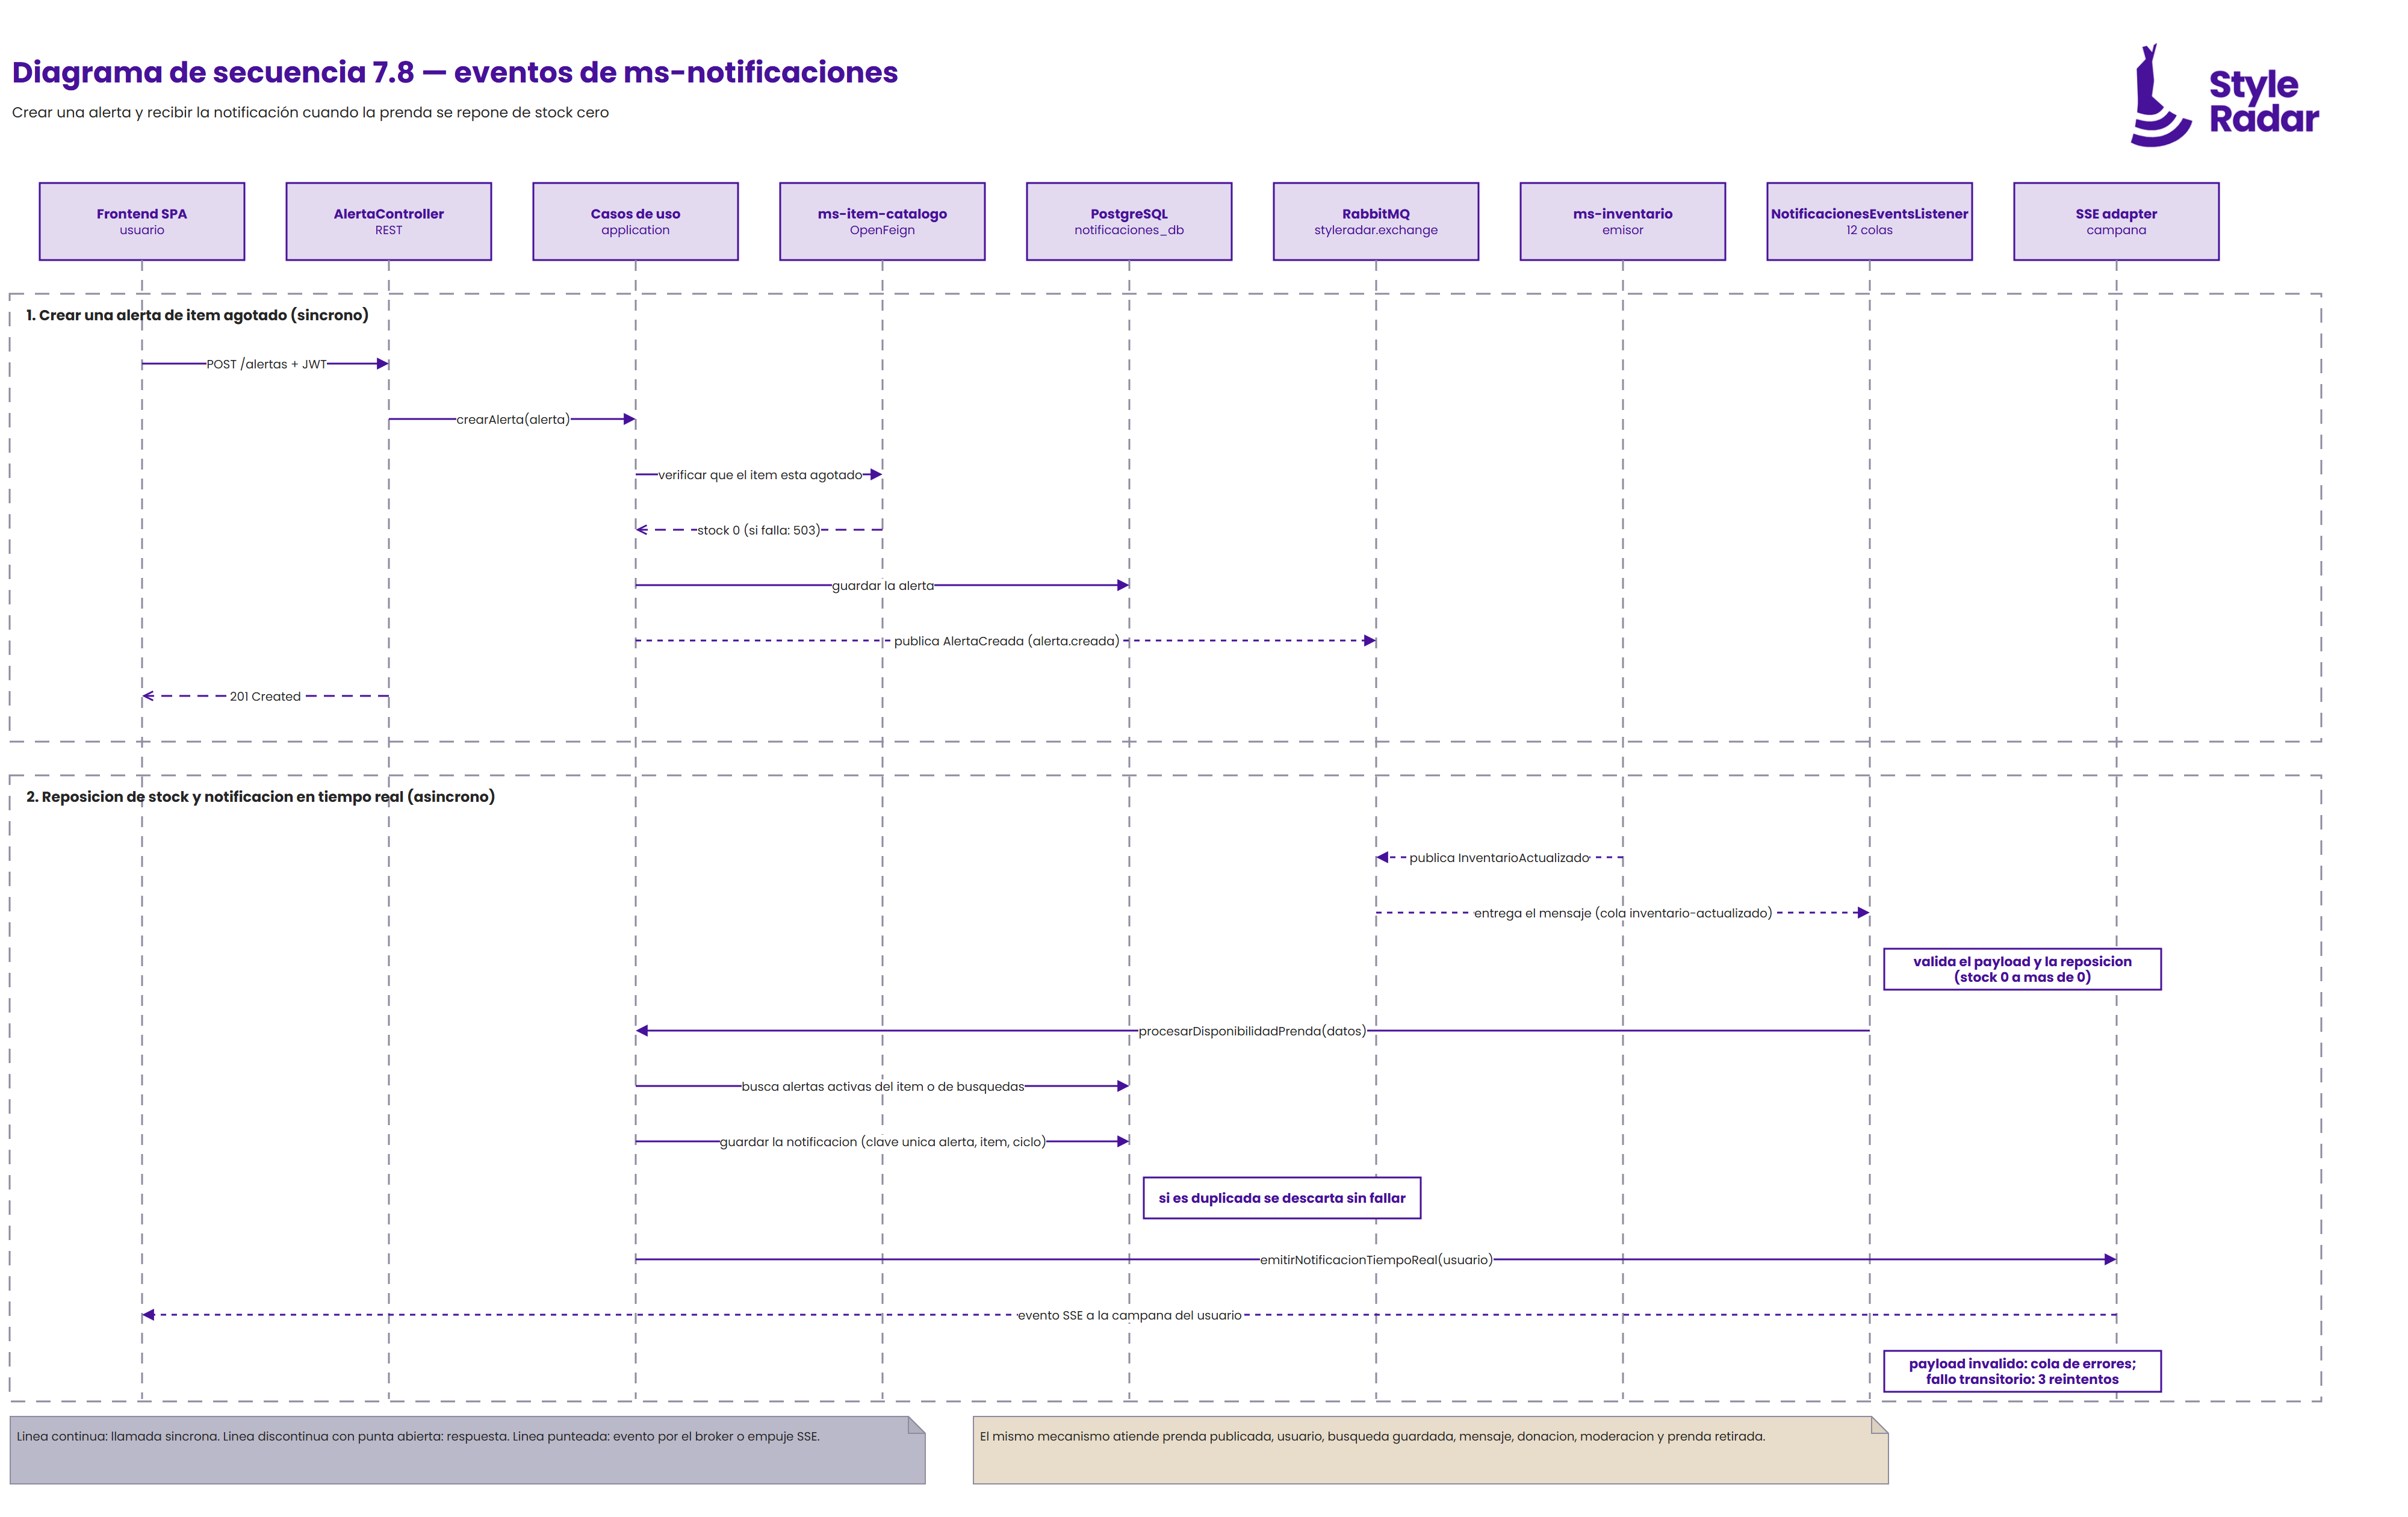 Diagrama de secuencia 7.8 — eventos de ms-notificaciones
Crear una alerta y recibir la notificación cuando la prenda se repone de stock cero
Style
Radar
Frontend SPA
usuario
AlertaController
REST
Casos de uso
application
ms-item-catalogo
OpenFeign
PostgreSQL
notificaciones_db
RabbitMQ
styleradar.exchange
ms-inventario
emisor
NotificacionesEventsListener
12 colas
SSE adapter
campana
1. Crear una alerta de item agotado (sincrono)
POST /alertas + JWT
crearAlerta(alerta)
verificar que el item esta agotado
stock 0 (si falla: 503)
guardar la alerta
publica AlertaCreada (alerta.creada)
201 Created
2. Reposicion de stock y notificacion en tiempo real (asincrono)
publica InventarioActualizado
entrega el mensaje (cola inventario-actualizado)
valida el payload y la reposicion
(stock 0 a mas de 0)
procesarDisponibilidadPrenda(datos)
busca alertas activas del item o de busquedas
guardar la notificacion (clave unica alerta, item, ciclo)
si es duplicada se descarta sin fallar
emitirNotificacionTiempoReal(usuario)
evento SSE a la campana del usuario
payload invalido: cola de errores;
fallo transitorio: 3 reintentos
Linea continua: llamada sincrona. Linea discontinua con punta abierta: respuesta. Linea punteada: evento por el broker o empuje SSE.
El mismo mecanismo atiende prenda publicada, usuario, busqueda guardada, mensaje, donacion, moderacion y prenda retirada.